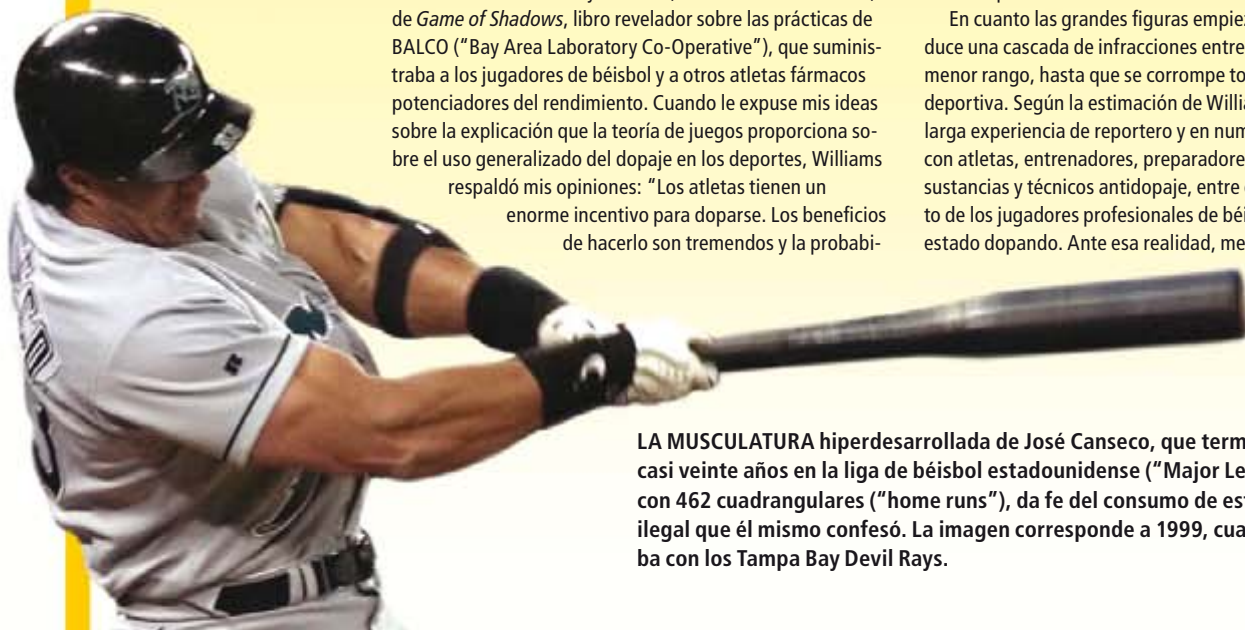 de Game of Shadows, libro revelador sobre las prácticas de
BALCO (“Bay Area Laboratory Co-Operative”), que suminis-
traba a los jugadores de béisbol y a otros atletas fármacos
potenciadores del rendimiento. Cuando le expuse mis ideas
sobre la explicación que la teoría de juegos proporciona so-
bre el uso generalizado del dopaje en los deportes, Williams
respaldó mis opiniones: “Los atletas tienen un
enorme incentivo para doparse. Los beneficios
de hacerlo son tremendos y la probabi-
En cuanto las grandes figuras empie
duce una cascada de infracciones entre
menor rango, hasta que se corrompe to
deportiva. Según la estimación de Willia
larga experiencia de reportero y en num
con atletas, entrenadores, preparadore
sustancias y técnicos antidopaje, entre
to de los jugadores profesionales de béi
estado dopando. Ante esa realidad, me
LA MUSCULATURA hiperdesarrollada de José Canseco, que term
casi veinte años en la liga de béisbol estadounidense (“Major Le
con 462 cuadrangulares (“home runs”), da fe del consumo de est
ilegal que él mismo confesó. La imagen corresponde a 1999, cua
ba con los Tampa Bay Devil Rays.